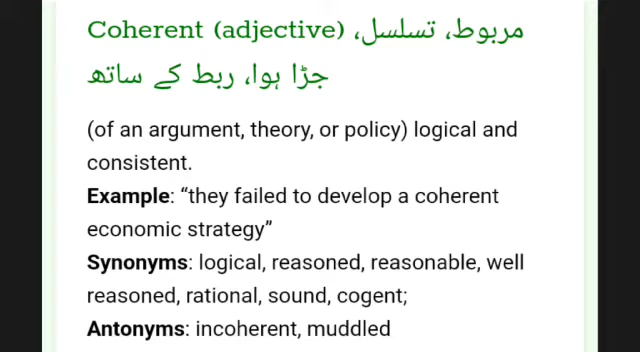 Coherent (adjective) مربوط، تسلسل،
جڑا ہوا، ربط کے ساتھ
(of an argument, theory, or policy) logical and
consistent.
Example: “they failed to develop a coherent
economic strategy”
Synonyms: logical, reasoned, reasonable, well
reasoned, rational, sound, cogent;
Antonyms: incoherent, muddled